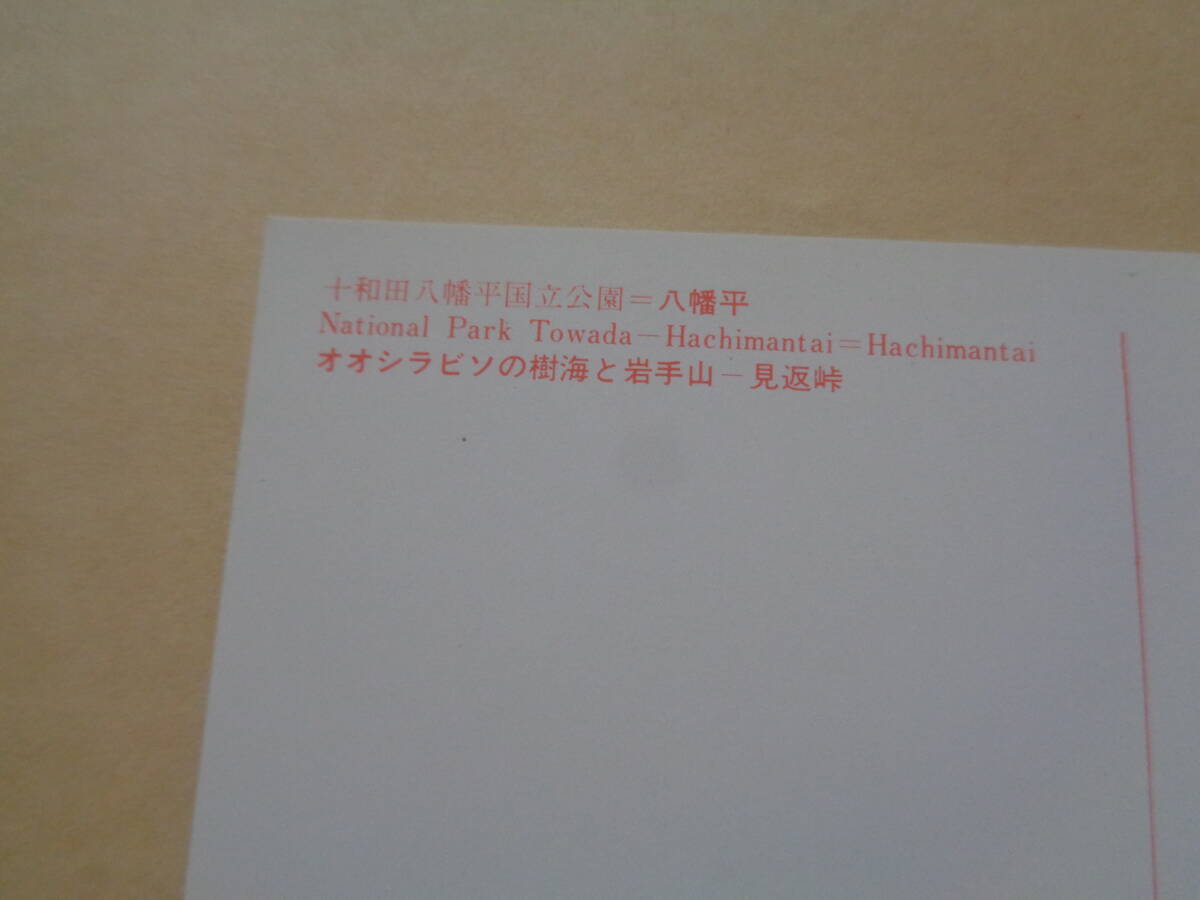 十和田八幡平国立公園＝八幡平
National Park Towada－Hachimantai＝Hachimantai
オオシラビソの樹海と岩手山－見返峠